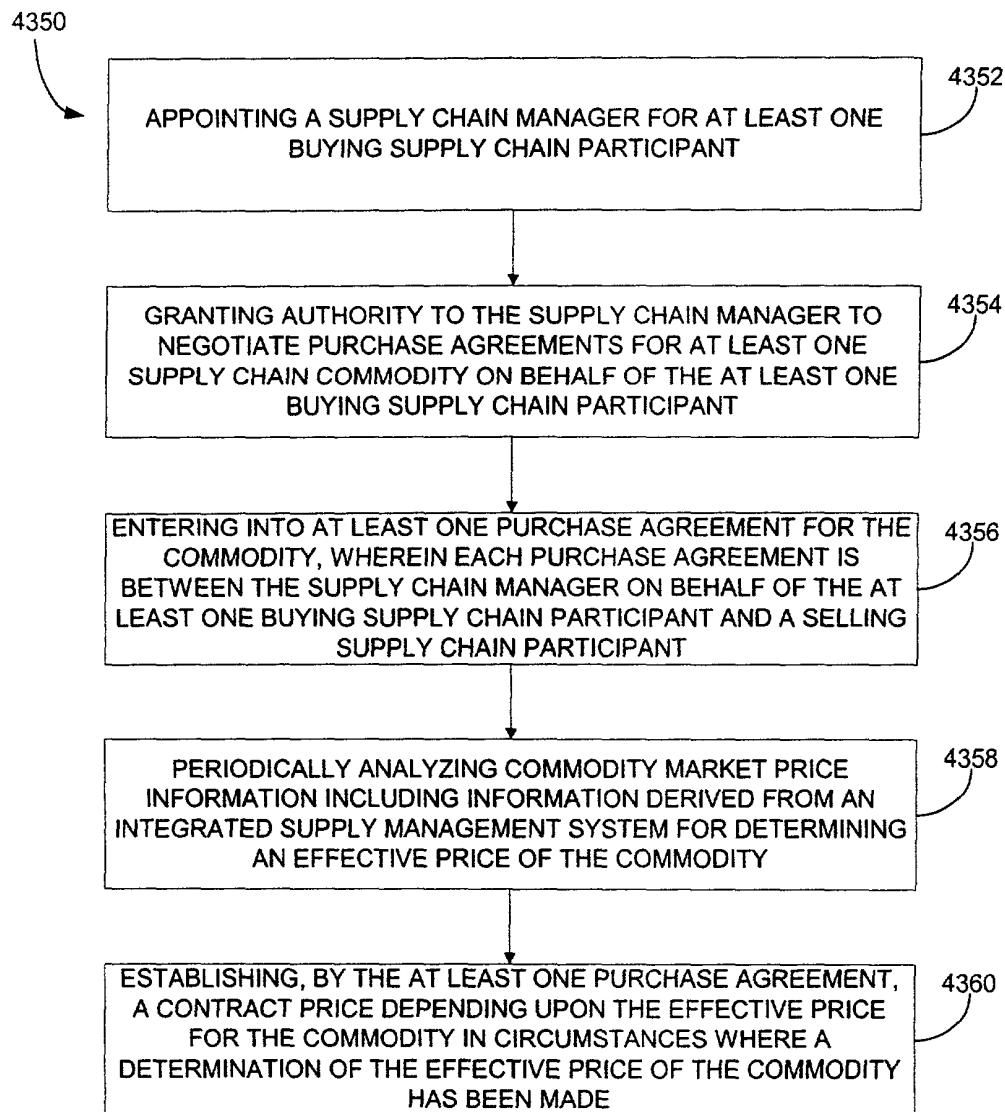 4350
4352
APPOINTING A SUPPLY CHAIN MANAGER FOR AT LEAST ONE
BUYING SUPPLY CHAIN PARTICIPANT
4354
GRANTING AUTHORITY TO THE SUPPLY CHAIN MANAGER TO
NEGOTIATE PURCHASE AGREEMENTS FOR AT LEAST ONE
SUPPLY CHAIN COMMODITY ON BEHALF OF THE AT LEAST ONE
BUYING SUPPLY CHAIN PARTICIPANT
4356
ENTERING INTO AT LEAST ONE PURCHASE AGREEMENT FOR THE
COMMODITY, WHEREIN EACH PURCHASE AGREEMENT IS
BETWEEN THE SUPPLY CHAIN MANAGER ON BEHALF OF THE AT
LEAST ONE BUYING SUPPLY CHAIN PARTICIPANT AND A SELLING
SUPPLY CHAIN PARTICIPANT
4358
PERIODICALLY ANALYZING COMMODITY MARKET PRICE
INFORMATION INCLUDING INFORMATION DERIVED FROM AN
INTEGRATED SUPPLY MANAGEMENT SYSTEM FOR DETERMINING
AN EFFECTIVE PRICE OF THE COMMODITY
4360
ESTABLISHING, BY THE AT LEAST ONE PURCHASE AGREEMENT,
A CONTRACT PRICE DEPENDING UPON THE EFFECTIVE PRICE
FOR THE COMMODITY IN CIRCUMSTANCES WHERE A
DETERMINATION OF THE EFFECTIVE PRICE OF THE COMMODITY
HAS BEEN MADE